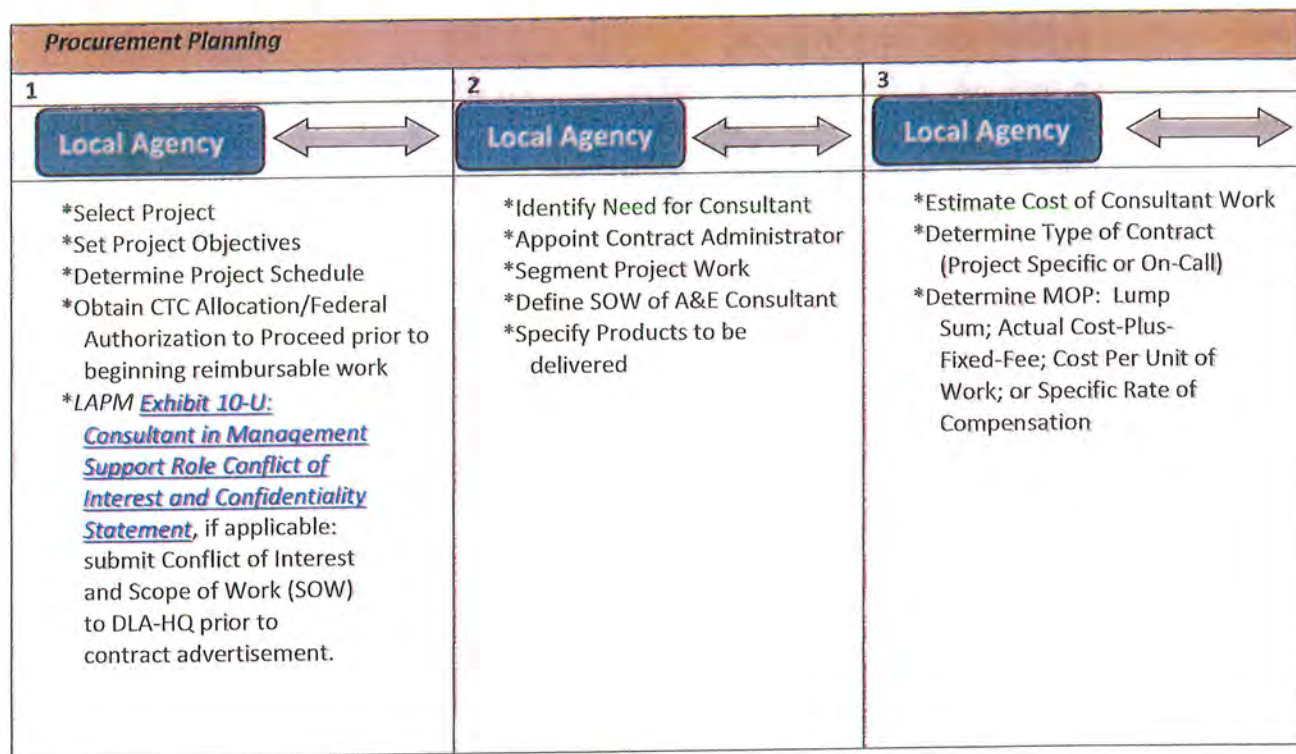 Procurement Planning
1
Local Agency
*Select Project
*Set Project Objectives
*Determine Project Schedule
*Obtain CTC Allocation/Federal
Authorization to Proceed prior to
beginning reimbursable work
*LAPM Exhibit 10-U:
Consultant in Management
Support Role Conflict of
Interest and Confidentiality
Statement, if applicable:
submit Conflict of Interest
and Scope of Work (SOW)
to DLA-HQ prior to
contract advertisement.
2
Local Agency
*Identify Need for Consultant
*Appoint Contract Administrator
*Segment Project Work
*Define SOW of A&E Consultant
*Specify Products to be
delivered
3
Local Agency
*Estimate Cost of Consultant Work
*Determine Type of Contract
(Project Specific or On-Call)
*Determine MOP: Lump
Sum; Actual Cost-Plus-
Fixed-Fee; Cost Per Unit of
Work; or Specific Rate of
Compensation